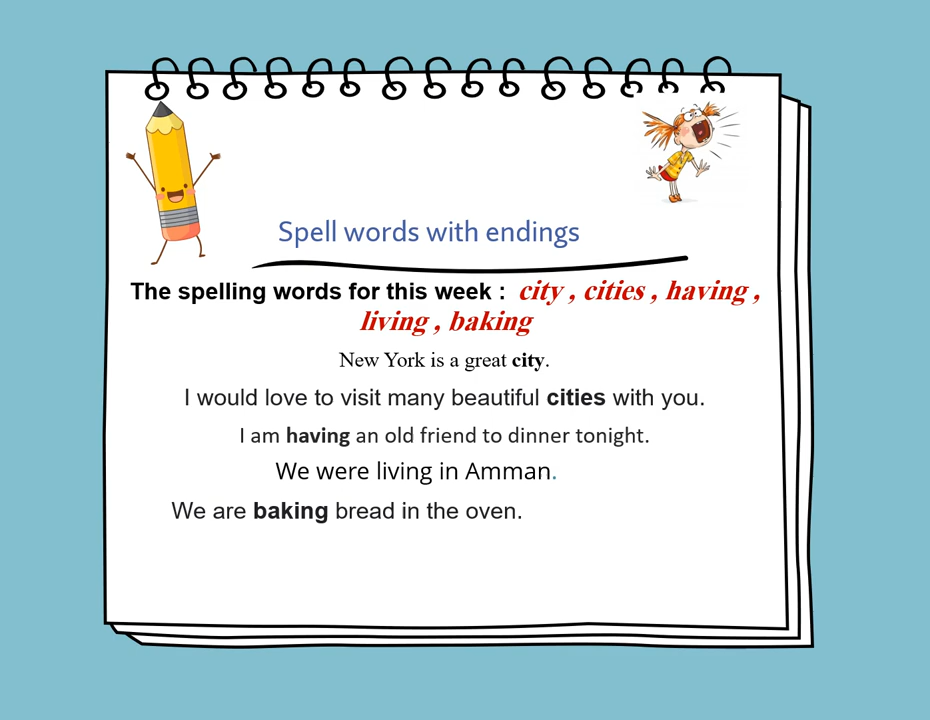 Spell words with endings
The spelling words for this week : city , cities , having ,
living , baking
New York is a great city.
I would love to visit many beautiful cities with you.
I am having an old friend to dinner tonight.
We were living in Amman.
We are baking bread in the oven.